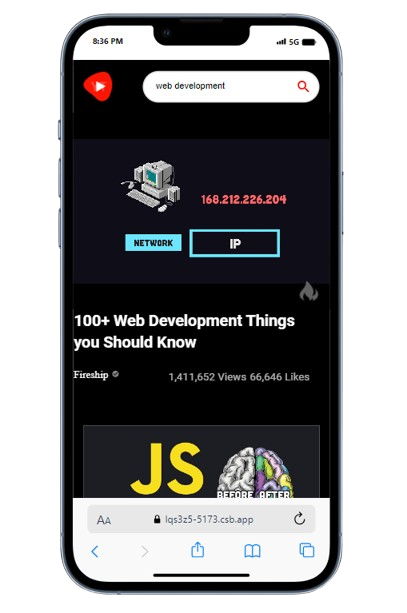 8:36 PM
5G
web development
168.212.226.204
NETWORK
IP
100+ Web Development Things
you Should Know
Fireship
1,411,652 Views 66,646 Likes
JS
BEFORE AFTER
AA
lqs3z5-5173.csb.app